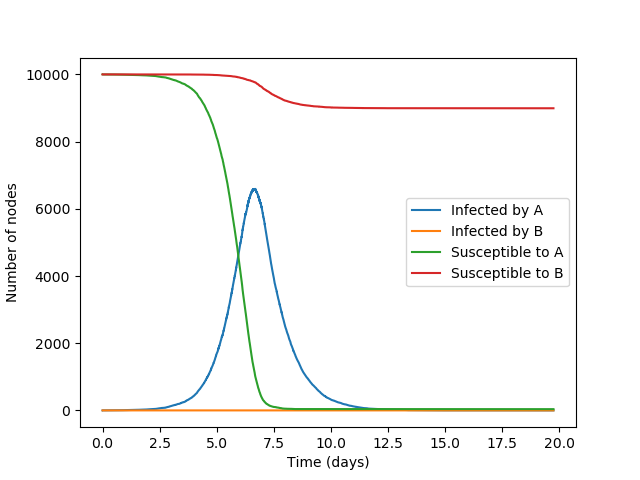 10000
8000
6000
4000
2000
0
Number of nodes
Infected by A
Infected by B
Susceptible to A
Susceptible to B
0.0 2.5 5.0 7.5 10.0 12.5 15.0 17.5 20.0
Time (days)